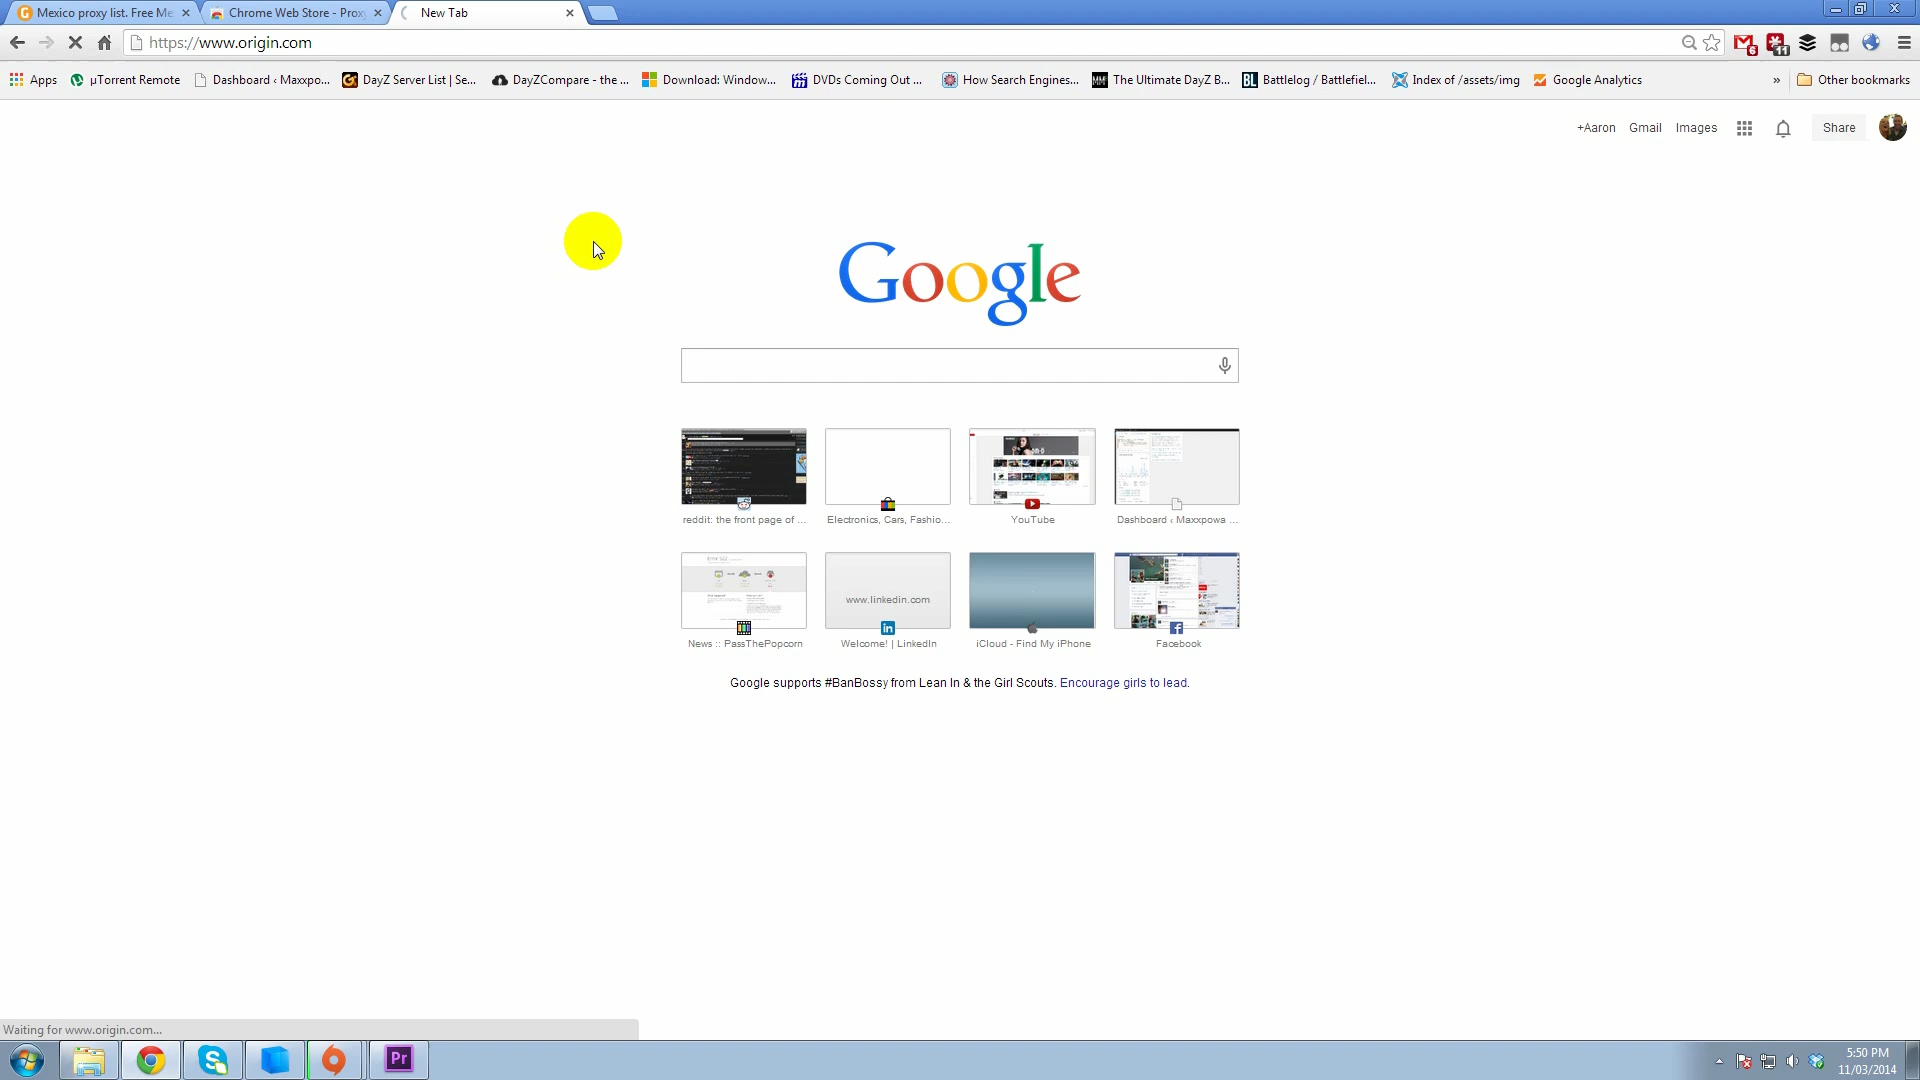 Mexico proxy list. Free Me
Chrome Web Store - Proxy
New Tab
https://www.origin.com
6
11
Apps
µTorrent Remote
Dashboard ‹ Maxxpo...
DayZ Server List | Se...
DayZCompare - the ...
Download: Window...
DVDs Coming Out ...
How Search Engines...
The Ultimate DayZ B...
Battlelog / Battlefiel...
Index of /assets/img
Google Analytics
»
Other bookmarks
+Aaron
Gmail
Images
Share
Google
reddit: the front page of ...
Electronics, Cars, Fashio...
YouTube
Dashboard ‹ Maxxpowa ...
www.linkedin.com
News :: PassThePopcorn
Welcome! | LinkedIn
iCloud - Find My iPhone
Facebook
Google supports #BanBossy from Lean In & the Girl Scouts. Encourage girls to lead.
Waiting for www.origin.com...
Pr
5:50 PM
11/03/2014